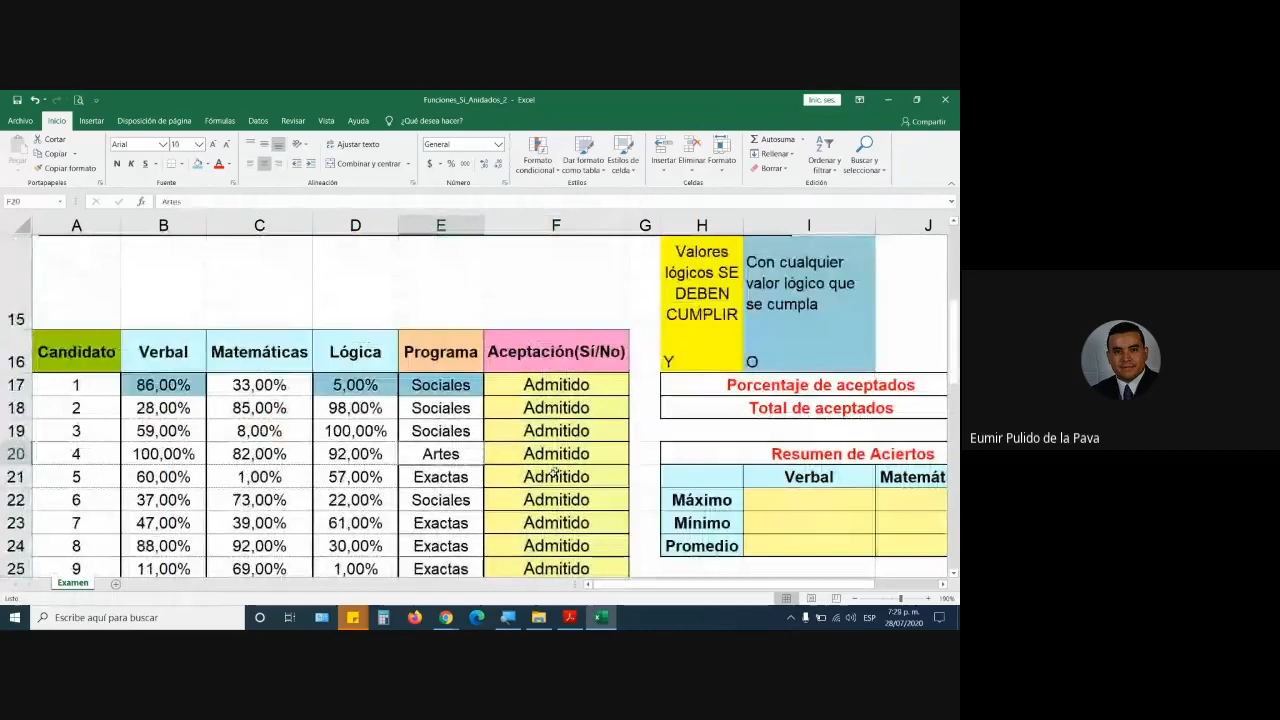 Funciones_Si_Anidados_2 - Excel
Inic. ses.
Archivo Inicio Insertar Disposición de página Fórmulas Datos Revisar Vista Ayuda ¿Qué desea hacer? Compartir
Pegar
Cortar
Copiar
Copiar formato
Portapapeles
Arial 10
N K S
Fuente
Ajustar texto
Combinar y centrar
Alineación
General
$ % 000
Número
Formato condicional
Dar formato como tabla
Estilos de celda
Estilos
Insertar Eliminar Formato
Celdas
Autosuma
Rellenar
Borrar
Ordenar y filtrar
Buscar y seleccionar
Edición
F20 fx Artes
A B C D E F G H I J
15 Valores lógicos SE DEBEN CUMPLIR
Con cualquier valor lógico que se cumpla
16 Candidato Verbal Matemáticas Lógica Programa Aceptación(Sí/No) Y O
17 1 86,00% 33,00% 5,00% Sociales Admitido Porcentaje de aceptados
18 2 28,00% 85,00% 98,00% Sociales Admitido Total de aceptados
19 3 59,00% 8,00% 100,00% Sociales Admitido
20 4 100,00% 82,00% 92,00% Artes Admitido Resumen de Aciertos
21 5 60,00% 1,00% 57,00% Exactas Admitido Verbal Matemát
22 6 37,00% 73,00% 22,00% Sociales Admitido Máximo
23 7 47,00% 39,00% 61,00% Exactas Admitido Mínimo
24 8 88,00% 92,00% 30,00% Exactas Admitido Promedio
25 9 11,00% 69,00% 1,00% Exactas Admitido
Examen
Listo 190%
Escribe aquí para buscar
ESP
7:29 p. m.
28/07/2020
Eumir Pulido de la Pava